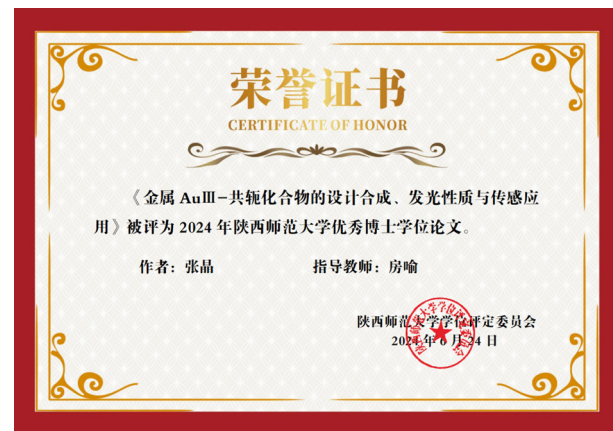 荣誉证书
CERTIFICATE OF HONOR
《金属 AuⅢ-共轭化合物的设计合成、发光性质与传感应
用》被评为 2024 年陕西师范大学优秀博士学位论文。
作者：张晶 指导教师：房喻
陕西师范大学学位评定委员会
2024 年 6 月 24 日